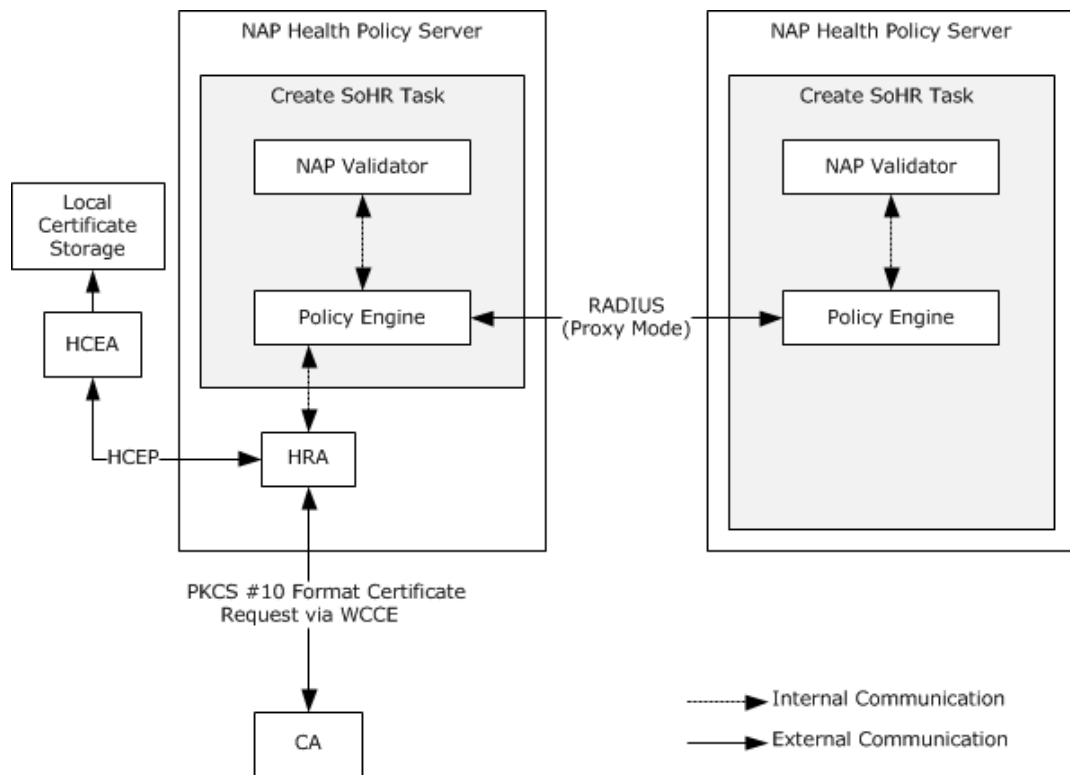 NAP Health Policy Server
NAP Health Policy Server
Create SoHR Task
Create SoHR Task
NAP Validator
NAP Validator
Local
Certificate
Storage
Policy Engine
RADIUS
(Proxy Mode)
Policy Engine
HCEA
HCEP
HRA
PKCS #10 Format Certificate
Request via WCCE
CA
Internal Communication
External Communication